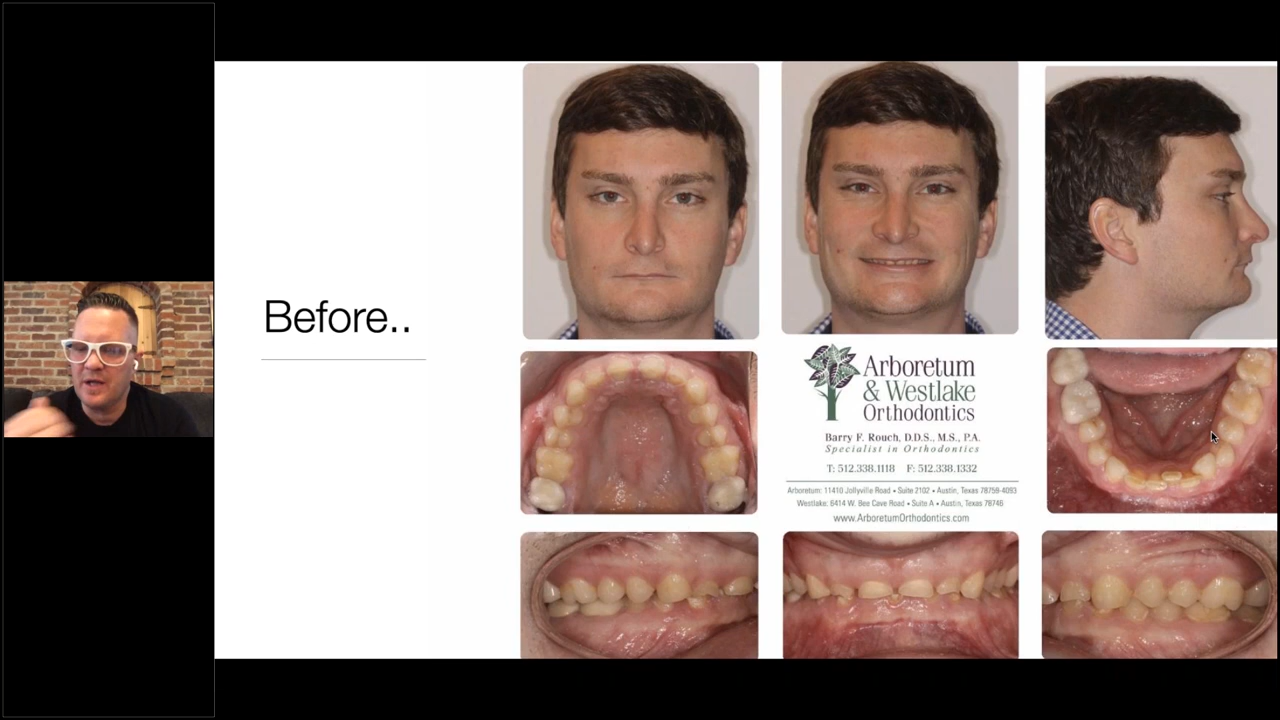 Before..
Arboretum
& Westlake
Orthodontics
Barry F. Rouch, D.D.S., M.S., P.A.
Specialist in Orthodontics
T: 512.338.1118 F: 512.338.1332
Arboretum: 11410 Jollyville Road • Suite 2102 • Austin, Texas 78759-4093
Westlake: 6414 W. Bee Cave Road • Suite A • Austin, Texas 78746
www.ArboretumOrthodontics.com